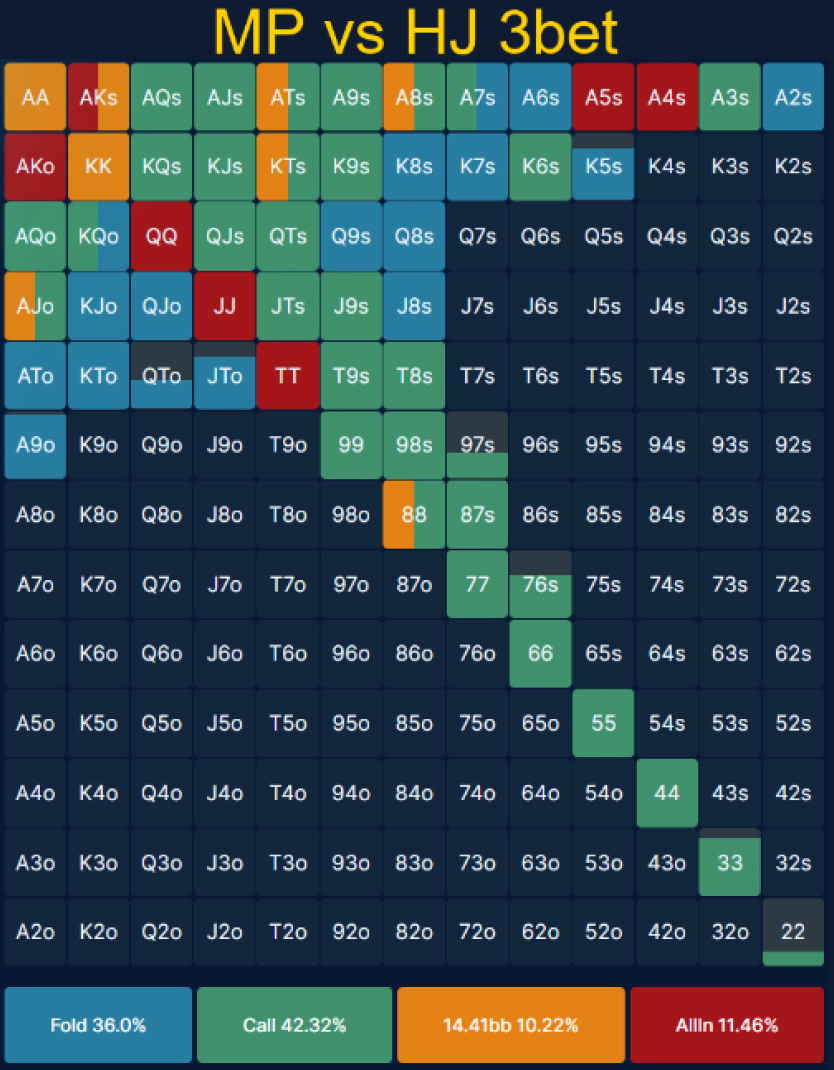 MP vs HJ 3bet
AA AKs AQs AJs ATs A9s A8s A7s A6s A5s A4s A3s A2s
AKo KK KQs KJs KTs K9s K8s K7s K6s K5s K4s K3s K2s
AQo KQo QQ QJs QTs Q9s Q8s Q7s Q6s Q5s Q4s Q3s Q2s
AJo KJo QJo JJ JTs J9s J8s J7s J6s J5s J4s J3s J2s
ATo KTo QTo JTo TT T9s T8s T7s T6s T5s T4s T3s T2s
A9o K9o Q9o J9o T9o 99 98s 97s 96s 95s 94s 93s 92s
A8o K8o Q8o J8o T8o 98o 88 87s 86s 85s 84s 83s 82s
A7o K7o Q7o J7o T7o 97o 87o 77 76s 75s 74s 73s 72s
A6o K6o Q6o J6o T6o 96o 86o 76o 66 65s 64s 63s 62s
A5o K5o Q5o J5o T5o 95o 85o 75o 65o 55 54s 53s 52s
A4o K4o Q4o J4o T4o 94o 84o 74o 64o 54o 44 43s 42s
A3o K3o Q3o J3o T3o 93o 83o 73o 63o 53o 43o 33 32s
A2o K2o Q2o J2o T2o 92o 82o 72o 62o 52o 42o 32o 22
Fold 36.0% Call 42.32% 14.41bb 10.22% AllIn 11.46%